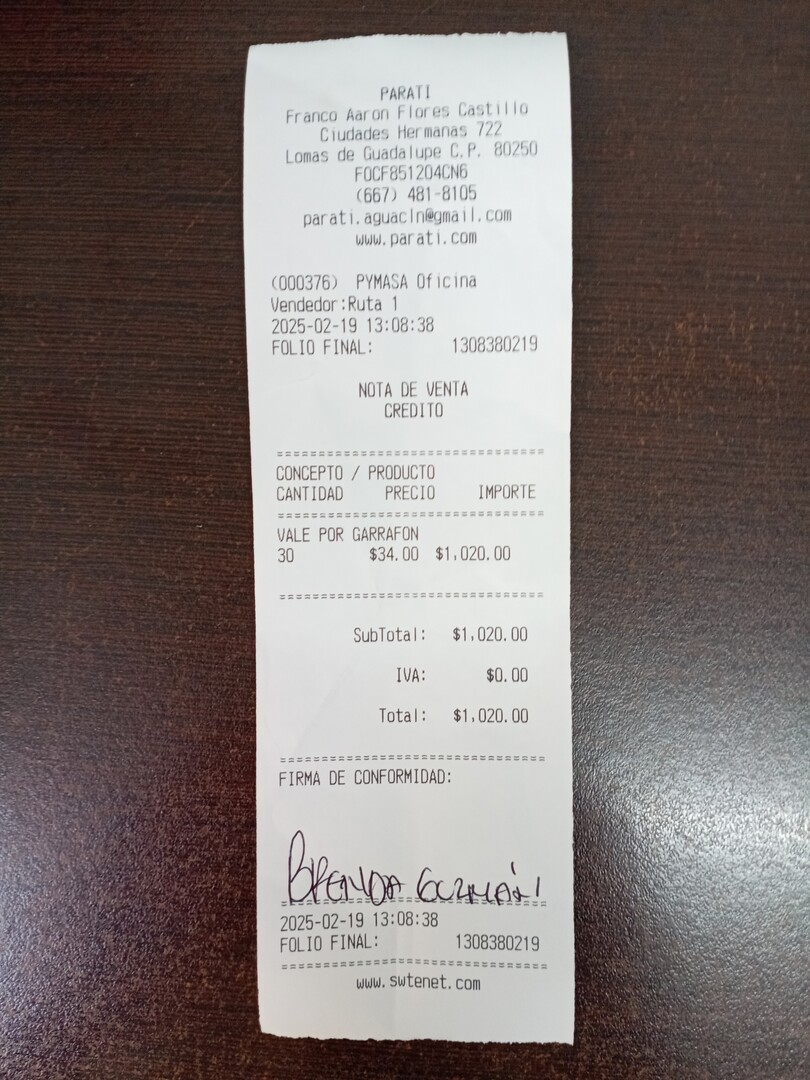 PARATI
Franco Aaron Flores Castillo
Ciudades Hermanas 722
Lomas de Guadalupe C.P. 80250
FOCF851204CN6
(667) 481-8105
parati.aguacln@gmail.com
www.parati.com
(000376) PYMASA Oficina
Vendedor:Ruta 1
2025-02-19 13:08:38
FOLIO FINAL: 1308380219
NOTA DE VENTA
CREDITO
================================
CONCEPTO / PRODUCTO
CANTIDAD PRECIO IMPORTE
================================
VALE POR GARRAFON
30 $34.00 $1,020.00
================================
SubTotal: $1,020.00
IVA: $0.00
Total: $1,020.00
================================
FIRMA DE CONFORMIDAD:
BRENDA GUZMÁN
================================
2025-02-19 13:08:38
FOLIO FINAL: 1308380219
================================
www.swtenet.com